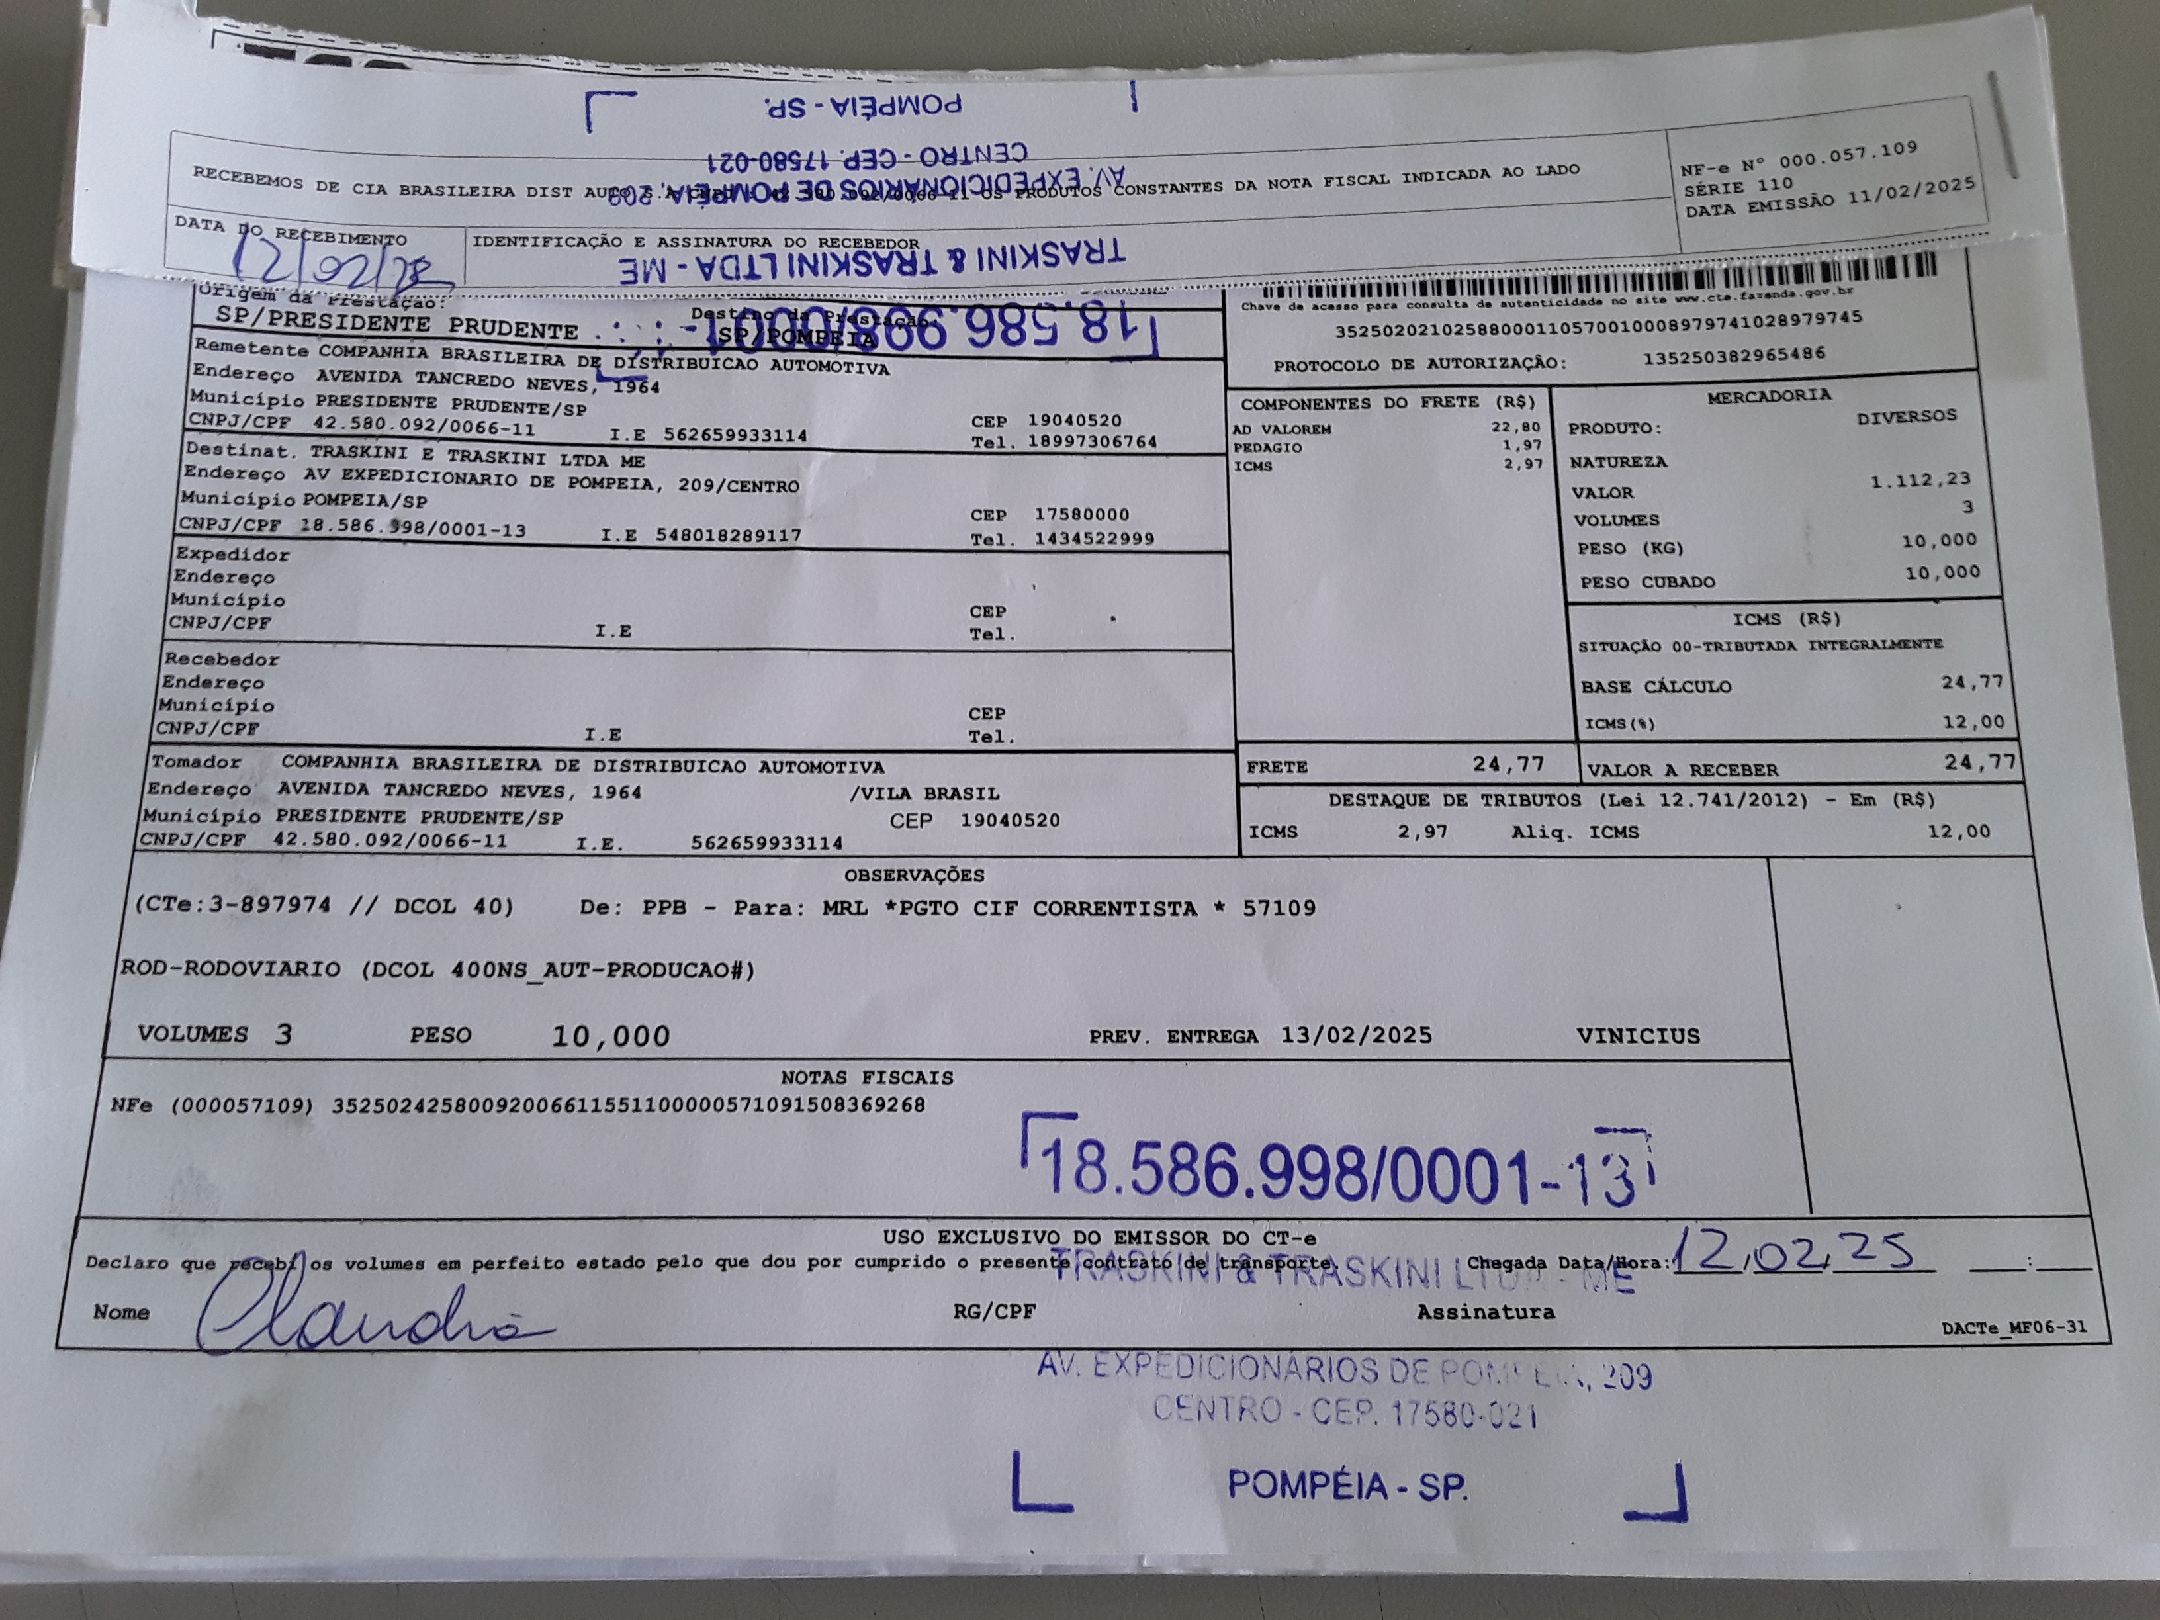 POMPÉIA - SP.
CENTRO - CEP. 17580-021
AV. EXPEDICIONÁRIOS DE POMPÉIA, 209
TRASKINI & TRASKINI LTDA - ME
18.586.998/0001-
RECEBEMOS DE CIA BRASILEIRA DIST OS PRODUTOS CONSTANTES DA NOTA FISCAL INDICADA AO LADO
NF-e Nº 000.057.109
SÉRIE 110
DATA EMISSÃO 11/02/2025
DATA DO RECEBIMENTO
12/02/25
IDENTIFICAÇÃO E ASSINATURA DO RECEBEDOR
Origem da Prestação:
SP/PRESIDENTE PRUDENTE
Destino da Prestação:
SP/POMPEIA
Chave de acesso para consulta de autenticidade no site www.cte.fazenda.gov.br
35250202102588000110570010008979741028979745
PROTOCOLO DE AUTORIZAÇÃO: 135250382965486
Remetente COMPANHIA BRASILEIRA DE DISTRIBUICAO AUTOMOTIVA
Endereço AVENIDA TANCREDO NEVES, 1964
Município PRESIDENTE PRUDENTE/SP CEP 19040520
CNPJ/CPF 42.580.092/0066-11 I.E 562659933114 Tel. 18997306764
Destinat. TRASKINI E TRASKINI LTDA ME
Endereço AV EXPEDICIONARIO DE POMPEIA, 209/CENTRO
Município POMPEIA/SP CEP 17580000
CNPJ/CPF 18.586.998/0001-13 I.E 548018289117 Tel. 1434522999
Expedidor
Endereço
Município CEP
CNPJ/CPF I.E Tel.
Recebedor
Endereço
Município CEP
CNPJ/CPF I.E Tel.
Tomador COMPANHIA BRASILEIRA DE DISTRIBUICAO AUTOMOTIVA
Endereço AVENIDA TANCREDO NEVES, 1964 /VILA BRASIL
Município PRESIDENTE PRUDENTE/SP CEP 19040520
CNPJ/CPF 42.580.092/0066-11 I.E. 562659933114
COMPONENTES DO FRETE (R$)
AD VALOREM 22,80
PEDAGIO 1,97
ICMS 2,97
MERCADORIA
PRODUTO: DIVERSOS
NATUREZA
VALOR 1.112,23
VOLUMES 3
PESO (KG) 10,000
PESO CUBADO 10,000
ICMS (R$)
SITUAÇÃO 00-TRIBUTADA INTEGRALMENTE
BASE CÁLCULO 24,77
ICMS(%) 12,00
FRETE 24,77
VALOR A RECEBER 24,77
DESTAQUE DE TRIBUTOS (Lei 12.741/2012) - Em (R$)
ICMS 2,97 Aliq. ICMS 12,00
OBSERVAÇÕES
(CTe:3-897974 // DCOL 40) De: PPB - Para: MRL *PGTO CIF CORRENTISTA * 57109
ROD-RODOVIARIO (DCOL 400NS_AUT-PRODUCAO#)
VOLUMES 3 PESO 10,000 PREV. ENTREGA 13/02/2025 VINICIUS
NOTAS FISCAIS
NFe (000057109) 35250242580092006611551100000571091508369268
18.586.998/0001-13
USO EXCLUSIVO DO EMISSOR DO CT-e
Declaro que recebi os volumes em perfeito estado pelo que dou por cumprido o presente contrato de transporte. Chegada Data/Hora: 12,02,25 :
TRASKINI & TRASKINI LTDA - ME
Nome Claudia RG/CPF Assinatura
DACTe_MF06-31
AV. EXPEDICIONÁRIOS DE POMPÉIA, 209
CENTRO - CEP. 17580-021
POMPÉIA - SP.